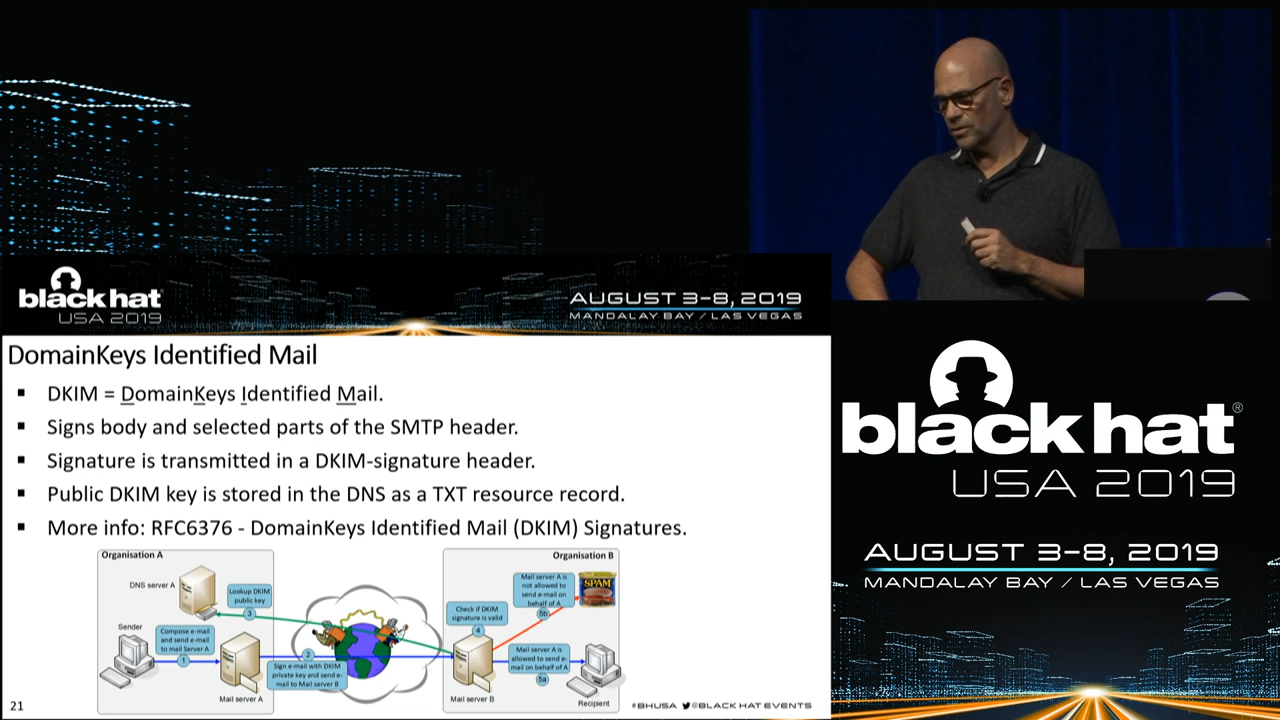 black hat
USA 2019
AUGUST 3-8, 2019
MANDALAY BAY / LAS VEGAS
DomainKeys Identified Mail
▪ DKIM = DomainKeys Identified Mail.
▪ Signs body and selected parts of the SMTP header.
▪ Signature is transmitted in a DKIM-signature header.
▪ Public DKIM key is stored in the DNS as a TXT resource record.
▪ More info: RFC6376 - DomainKeys Identified Mail (DKIM) Signatures.
Organisation A
DNS server A
Lookup DKIM
public key
3
Sender
Compose e-mail
and send e-mail
to mail Server A
1
Mail server A
2
Sign e-mail with DKIM
private key and send e-
mail to Mail server B
Organisation B
Mail server A is
not allowed to
send e-mail on
behalf of A
5b
SPAM
Check if DKIM
signature is valid
4
Mail server A is
allowed to send e-
mail on behalf of A
5a
Mail server B
Recipient
21
#BHUSA @BLACK HAT EVENTS
black hat®
USA 2019
AUGUST 3-8, 2019
MANDALAY BAY / LAS VEGAS